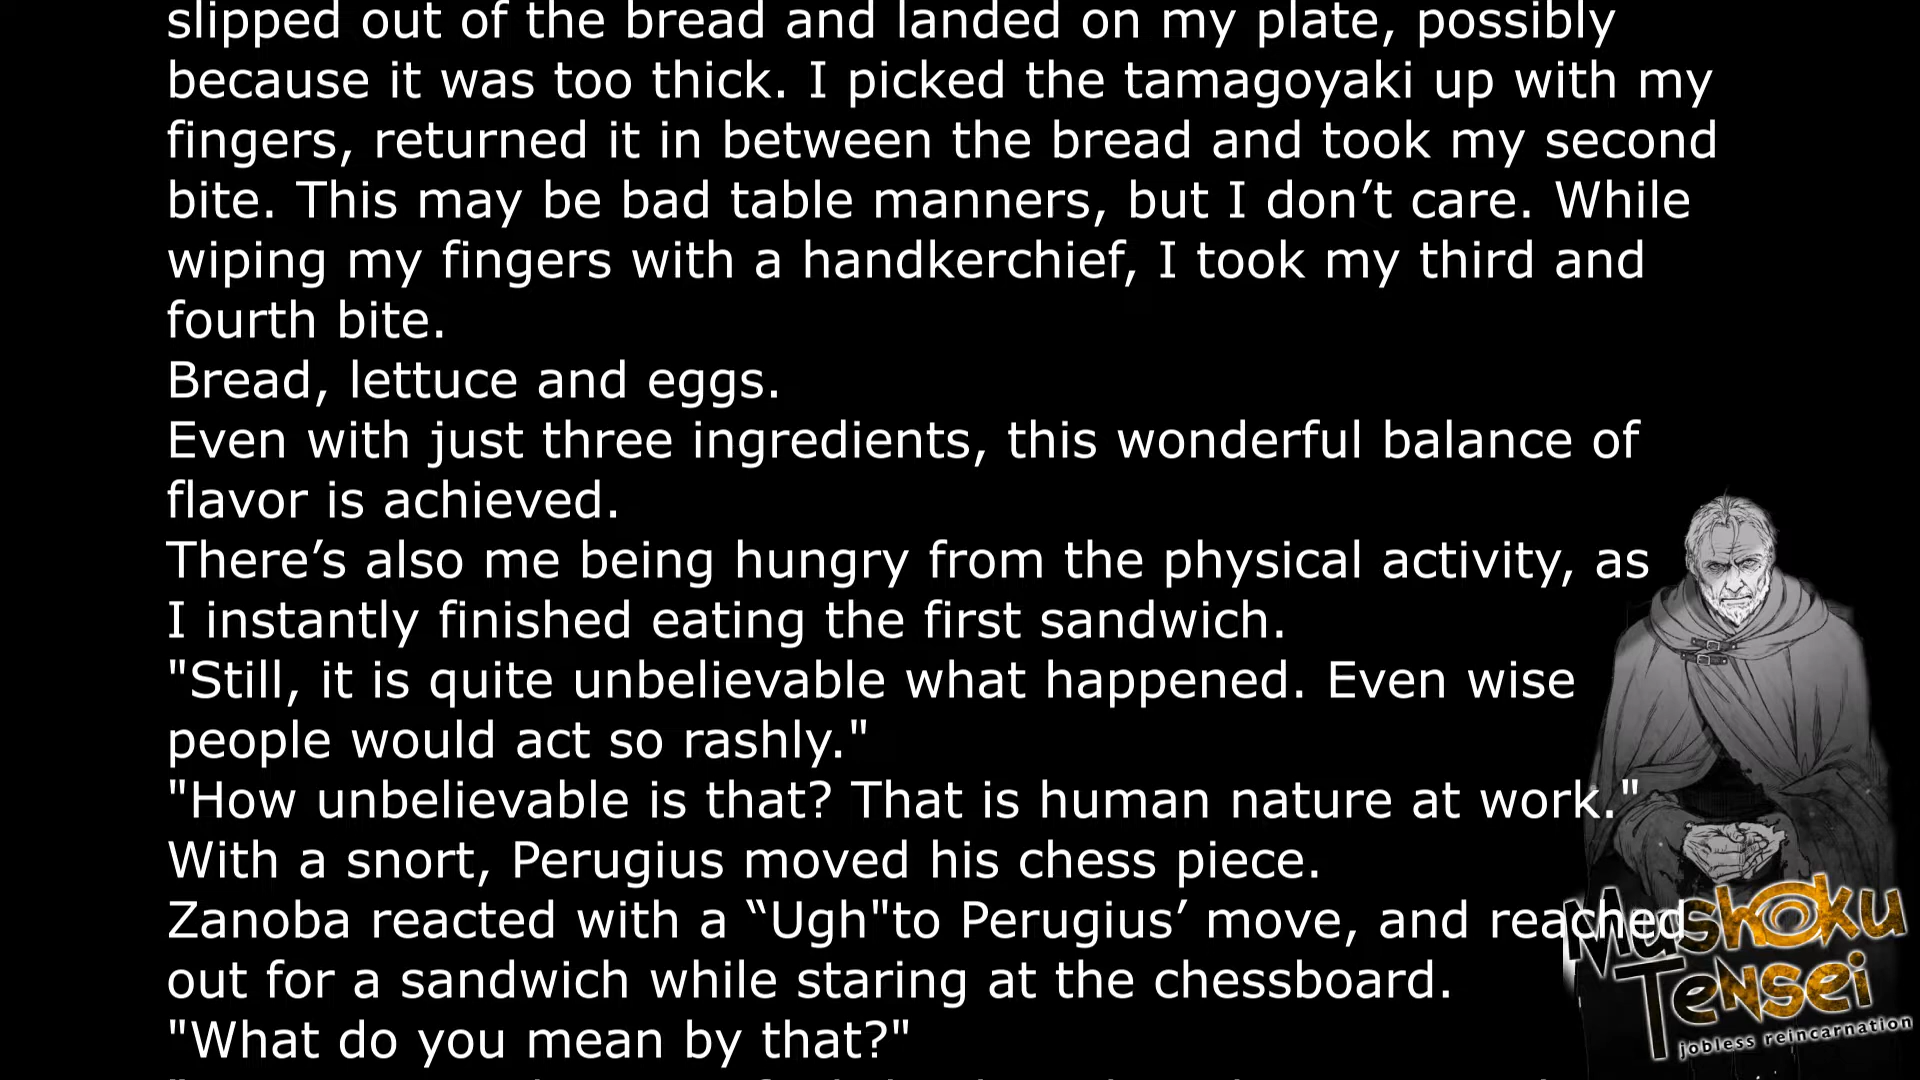 slipped out of the bread and landed on my plate, possibly
because it was too thick. I picked the tamagoyaki up with my
fingers, returned it in between the bread and took my second
bite. This may be bad table manners, but I don’t care. While
wiping my fingers with a handkerchief, I took my third and
fourth bite.
Bread, lettuce and eggs.
Even with just three ingredients, this wonderful balance of
flavor is achieved.
There’s also me being hungry from the physical activity, as
I instantly finished eating the first sandwich.
"Still, it is quite unbelievable what happened. Even wise
people would act so rashly."
"How unbelievable is that? That is human nature at work."
With a snort, Perugius moved his chess piece.
Zanoba reacted with a “Ugh"to Perugius’ move, and reached
out for a sandwich while staring at the chessboard.
"What do you mean by that?"
Mushoku
Tensei
jobless reincarnation